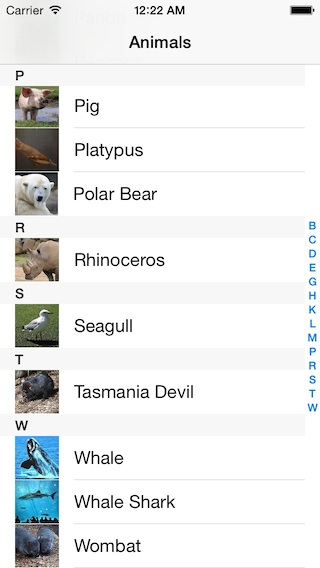 Carrier 12:22 AM
Animals
P
Pig
Platypus
Polar Bear
R
Rhinoceros
S
Seagull
T
Tasmania Devil
W
Whale
Whale Shark
Wombat
B
C
D
E
G
H
K
L
M
P
R
S
T
W